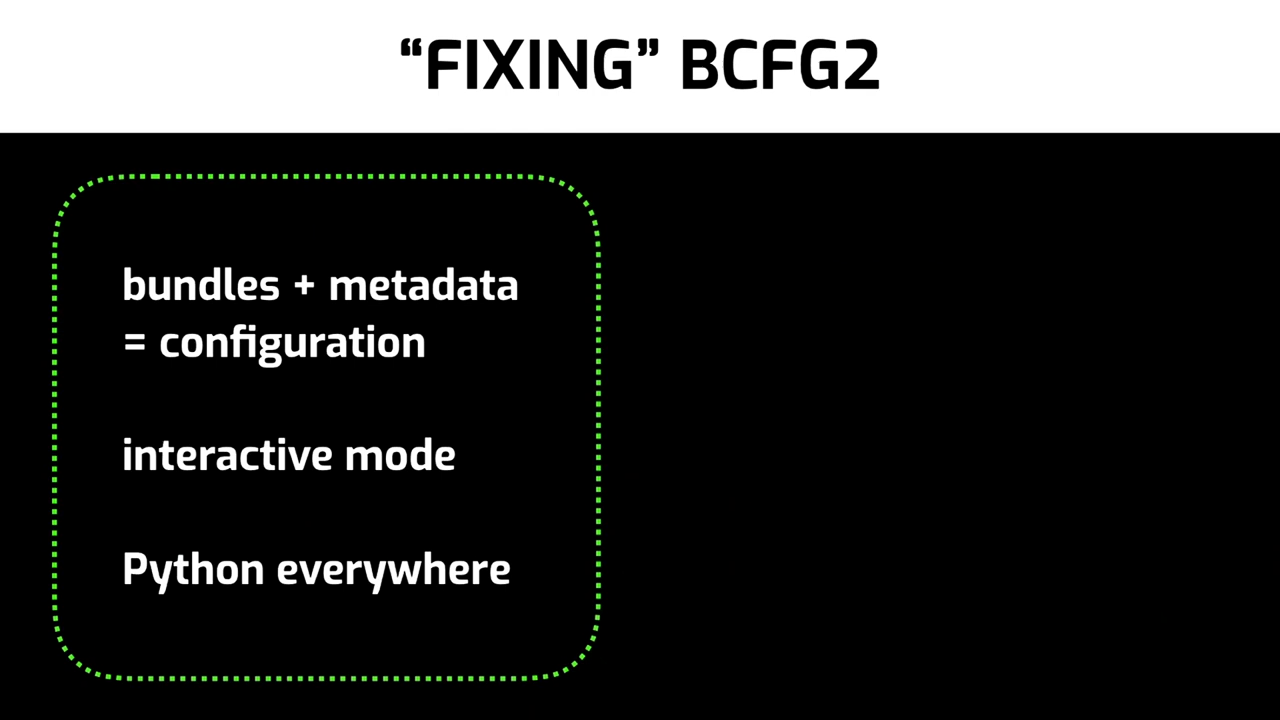 “FIXING” BCFG2
bundles + metadata
= configuration
interactive mode
Python everywhere